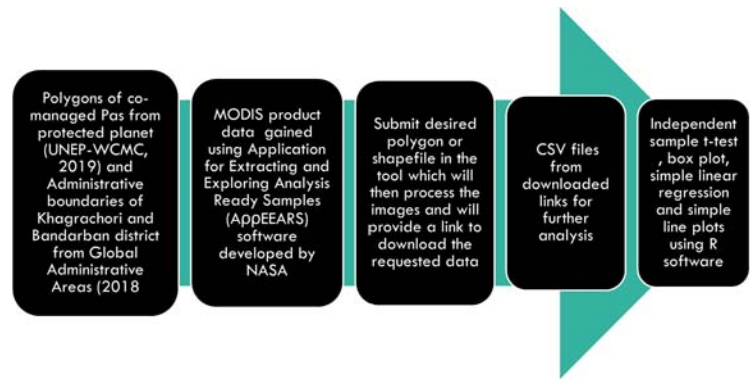 Polygons of co-
managed Pas from
protected planet
(UNEP-WCMC,
2019) and
Administrative
boundaries of
Khagrachori and
Bandarban district
from Global
Administrative
Areas (2018
MODIS product
data gained
using Application
for Extracting and
Exploring Analysis
Ready Samples
(AρρEEARS)
software
developed by
NASA
Submit desired
polygon or
shapefile in the
tool which will
then process the
images and will
provide a link to
download the
requested data
CSV files
from
downloaded
links for
further
analysis
Independent
sample t-test
, box plot,
simple linear
regression
and simple
line plots
using R
software